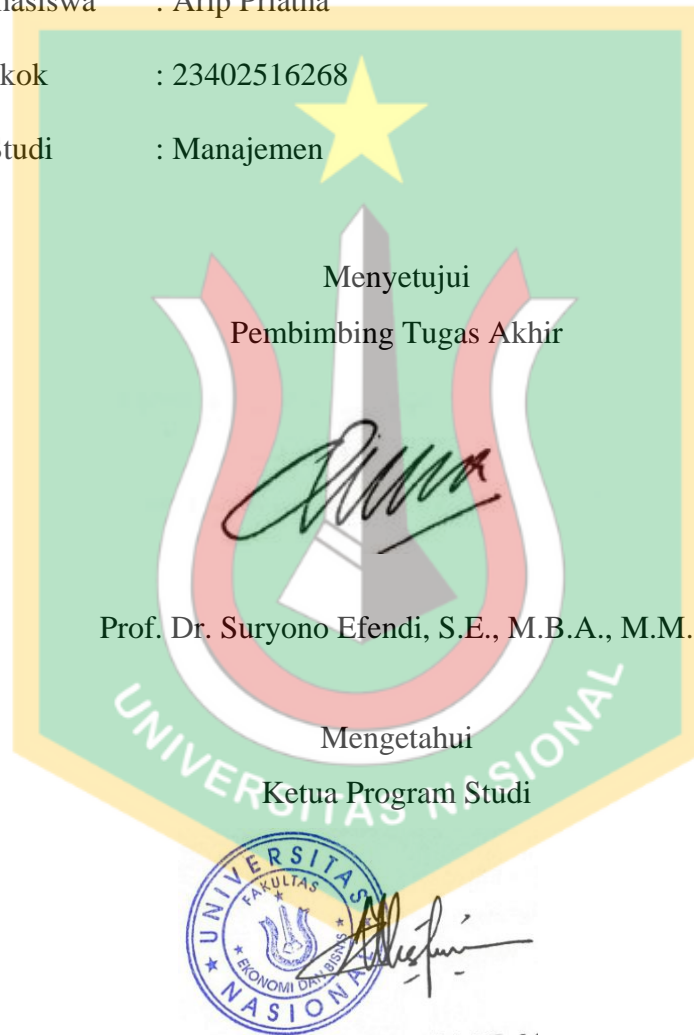 : Arip Priatna
: 23402516268
: Manajemen
Menyetujui
Pembimbing Tugas Akhir
Prof. Dr. Suryono Efendi, S.E., M.B.A., M.M.
Mengetahui
Ketua Program Studi
UNIVERSITAS NASIONAL
UNIVERSITAS NASIONAL
FAKULTAS
EKONOMI DAN BISNIS